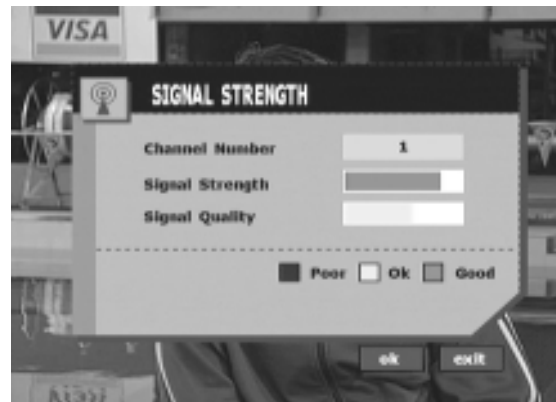 VISA
SIGNAL STRENGTH
Channel Number 1
Signal Strength
Signal Quality
Poor Ok Good
ok exit